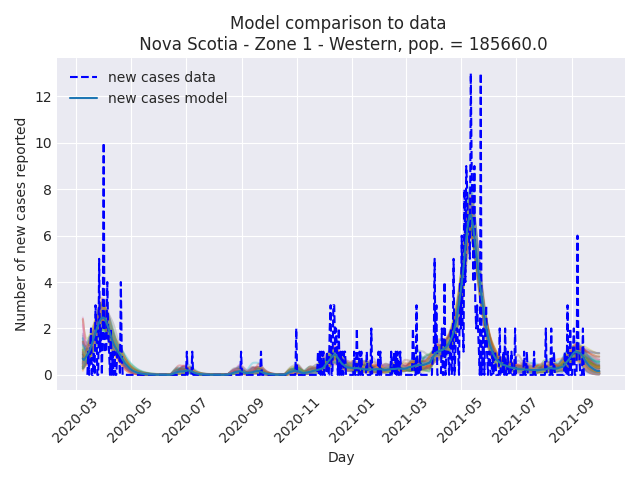 Model comparison to data
Nova Scotia - Zone 1 - Western, pop. = 185660.0
new cases data
new cases model
Number of new cases reported
12
10
8
6
4
2
0
2020-03
2020-05
2020-07
2020-09
2020-11
2021-01
2021-03
2021-05
2021-07
2021-09
Day